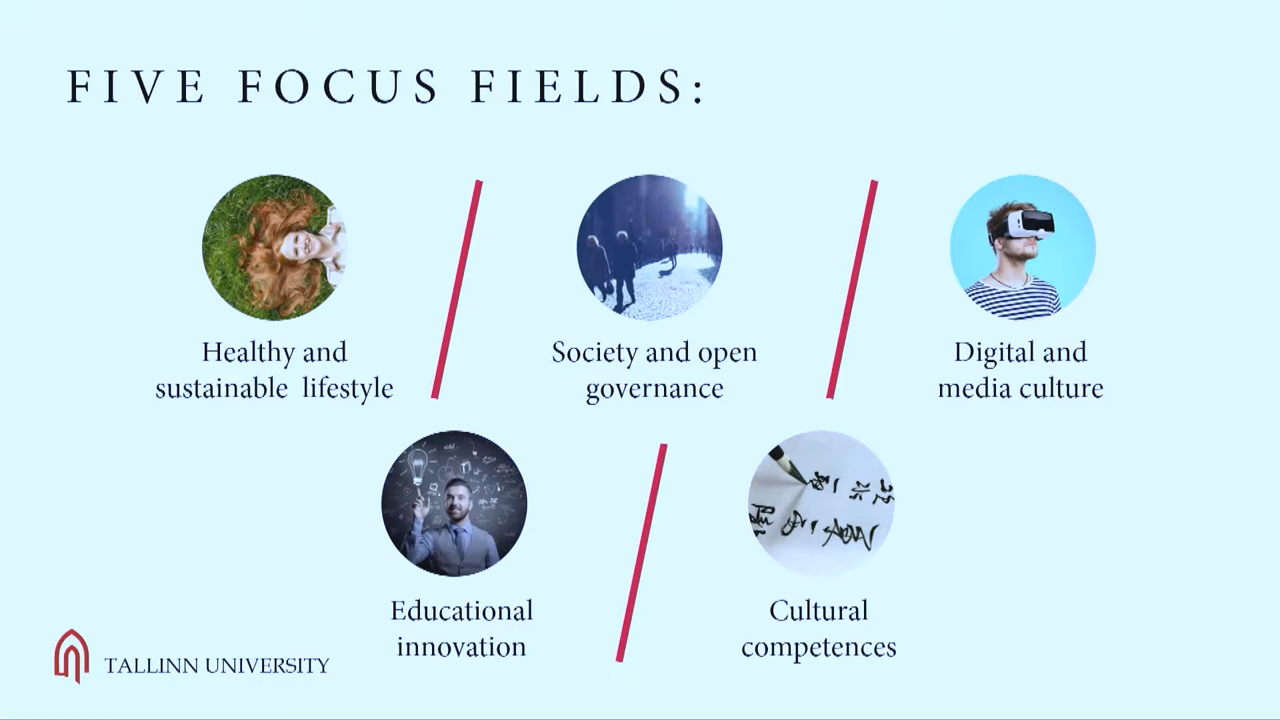 FIVE FOCUS FIELDS:
Healthy and
sustainable lifestyle
Society and open
governance
Digital and
media culture
Educational
innovation
Cultural
competences
TALLINN UNIVERSITY